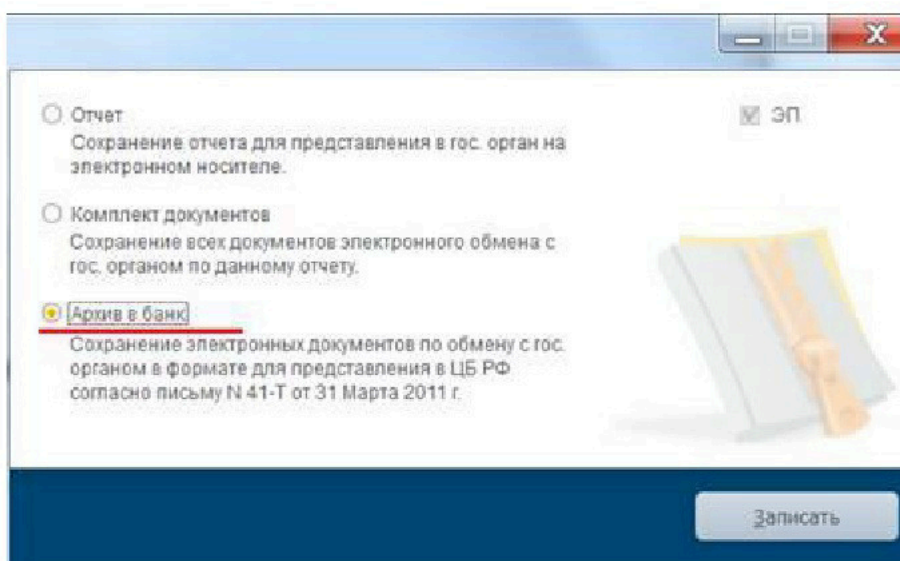 Отчет
ЭП
Сохранение отчета для представления в гос. орган на
электронном носителе.
Комплект документов
Сохранение всех документов электронного обмена с
гос. органом по данному отчету.
Архив в банк
Сохранение электронных документов по обмену с гос.
органом в формате для представления в ЦБ РФ
согласно письму N 41-Т от 31 Марта 2011 г.
Записать